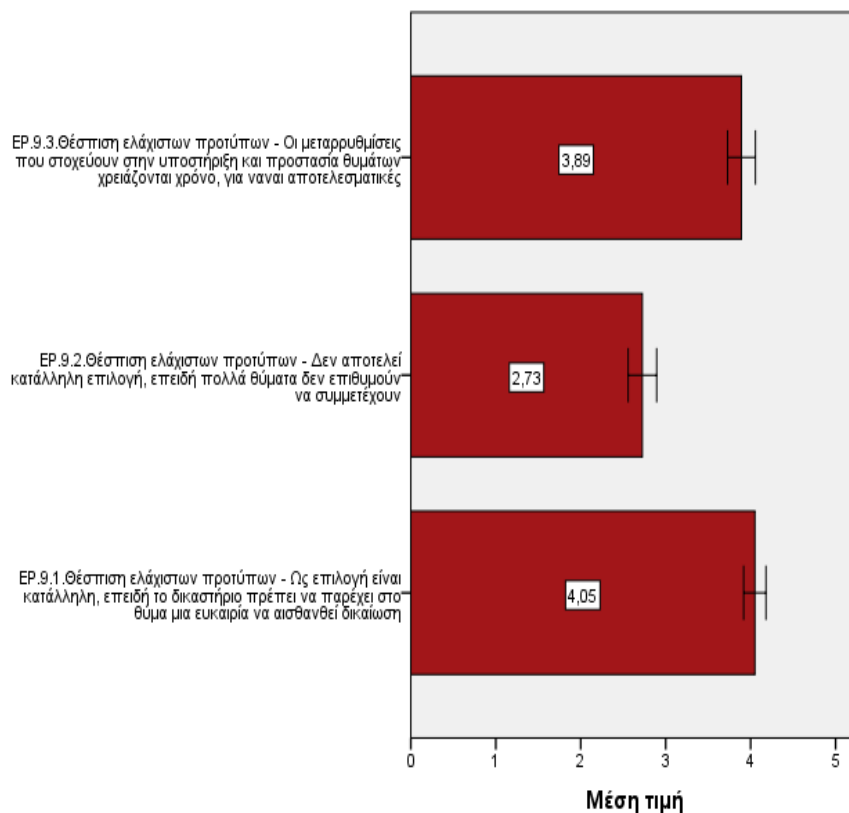 ΕΡ.9.3.Θέσπιση ελάχιστων προτύπων - Οι μεταρρυθμίσεις
που στοχεύουν στην υποστήριξη και προστασία θυμάτων
χρειάζονται χρόνο, για ναναι αποτελεσματικές
3,89
ΕΡ.9.2.Θέσπιση ελάχιστων προτύπων - Δεν αποτελεί
κατάλληλη επιλογή, επειδή πολλά θύματα δεν επιθυμούν
να συμμετέχουν
2,73
ΕΡ.9.1.Θέσπιση ελάχιστων προτύπων - Ως επιλογή είναι
κατάλληλη, επειδή το δικαστήριο πρέπει να παρέχει στο
θύμα μια ευκαιρία να αισθανθεί δικαίωση
4,05
0 1 2 3 4 5
Μέση τιμή